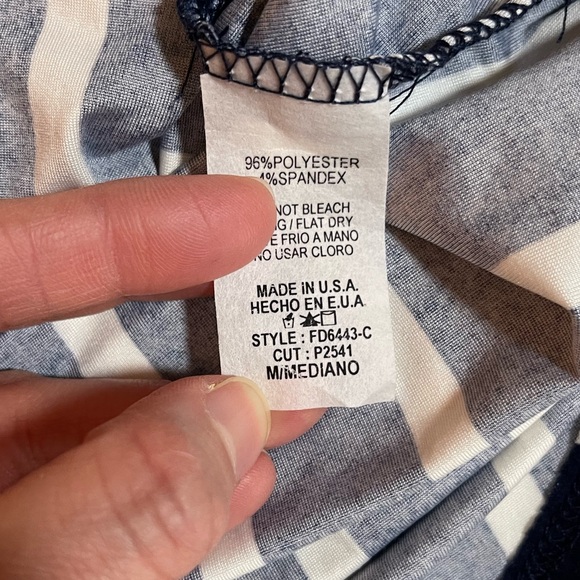 96%POLYESTER
4%SPANDEX
NOT BLEACH
/ FLAT DRY
FRIO A MANO
NO USAR CLORO
MADE IN U.S.A.
HECHO EN E.U.A.
STYLE : FD6443-C
CUT : P2541
M/MEDIANO